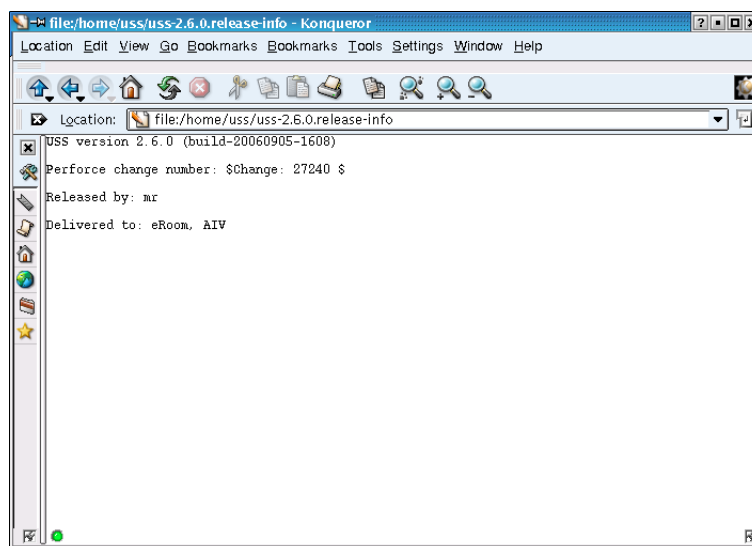 file:/home/uss/uss-2.6.0.release-info - Konqueror
Location Edit View Go Bookmarks Bookmarks Tools Settings Window Help
Location: file:/home/uss/uss-2.6.0.release-info
USS version 2.6.0 (build-20060905-1608)
Perforce change number: $Change: 27240 $
Released by: mr
Delivered to: eRoom, AIV